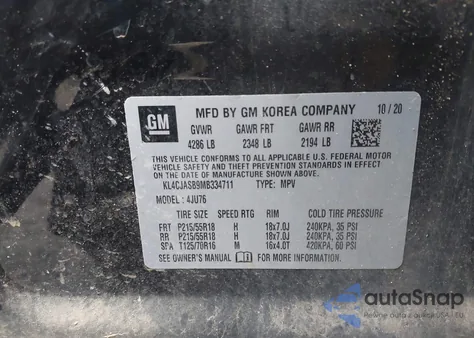 GM
MFD BY GM KOREA COMPANY 10/20
GVWR GAWR FRT GAWR RR
4286 LB 2348 LB 2194 LB
THIS VEHICLE CONFORMS TO ALL APPLICABLE U.S. FEDERAL MOTOR
VEHICLE SAFETY, BUMPER, AND THEFT PREVENTION STANDARDS IN EFFECT
ON THE DATE OF MANUFACTURE SHOWN ABOVE.
KL4CJASB9MB334711 TYPE: MPV
MODEL: 4JU76
TIRE SIZE SPEED RTG RIM COLD TIRE PRESSURE
FRT P215/55R18 H 18x7.0J 240KPA, 35 PSI
RR P215/55R18 H 18x7.0J 240KPA, 35 PSI
SPA T125/70R16 M 16x4.0T 420KPA, 60 PSI
SEE OWNER'S MANUAL FOR MORE INFORMATION.
autoSnap